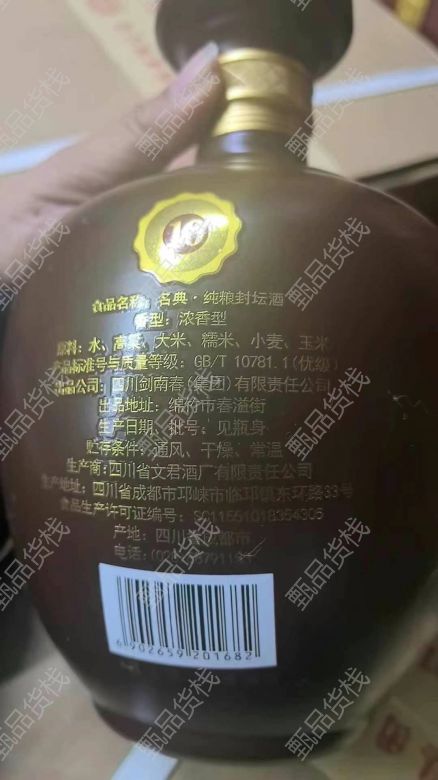 10
食品名称：名典·纯粮封坛酒
香型：浓香型
原料：水、高粱、大米、糯米、小麦、玉米
产品标准号与质量等级：GB/T 10781.1(优级)
出品公司：四川剑南春(集团)有限责任公司
出品地址：绵竹市春溢街
生产日期、批号：见瓶身
贮存条件：通风、干燥、常温
生产商：四川省文君酒厂有限责任公司
生产地址：四川省成都市邛崃市临邛镇东环路33号
食品生产许可证编号：SC11551018354305
产地：四川 成都市
电话：
6 902659 201682
甄品货栈